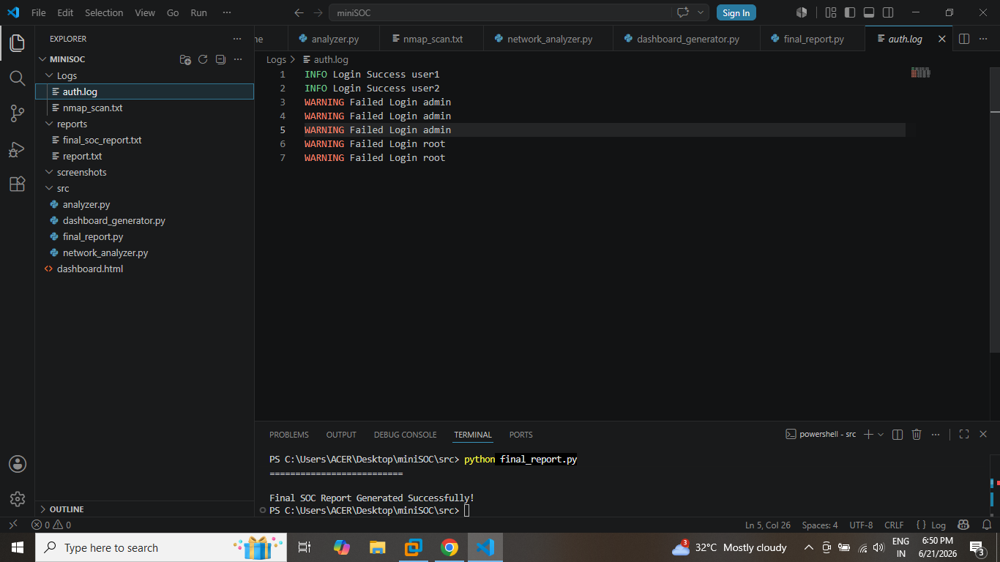 File Edit Selection View Go Run ··· miniSOC Sign In
EXPLORER ···
MINISOC ···
Logs
auth.log
nmap_scan.txt
reports
final_soc_report.txt
report.txt
screenshots
src
analyzer.py
dashboard_generator.py
final_report.py
network_analyzer.py
dashboard.html
OUTLINE
ne analyzer.py nmap_scan.txt network_analyzer.py dashboard_generator.py final_report.py auth.log ···
Logs > auth.log
1 INFO Login Success user1
2 INFO Login Success user2
3 WARNING Failed Login admin
4 WARNING Failed Login admin
5 WARNING Failed Login admin
6 WARNING Failed Login root
7 WARNING Failed Login root
PROBLEMS OUTPUT DEBUG CONSOLE TERMINAL PORTS powershell - src ···
PS C:\Users\ACER\Desktop\miniSOC\src> python final_report.py
==========================
Final SOC Report Generated Successfully!
PS C:\Users\ACER\Desktop\miniSOC\src>
0 0 Ln 5, Col 26 Spaces: 4 UTF-8 CRLF { } Log
Type here to search 3 32°C Mostly cloudy ENG 6:50 PM
IN 6/21/2026 3